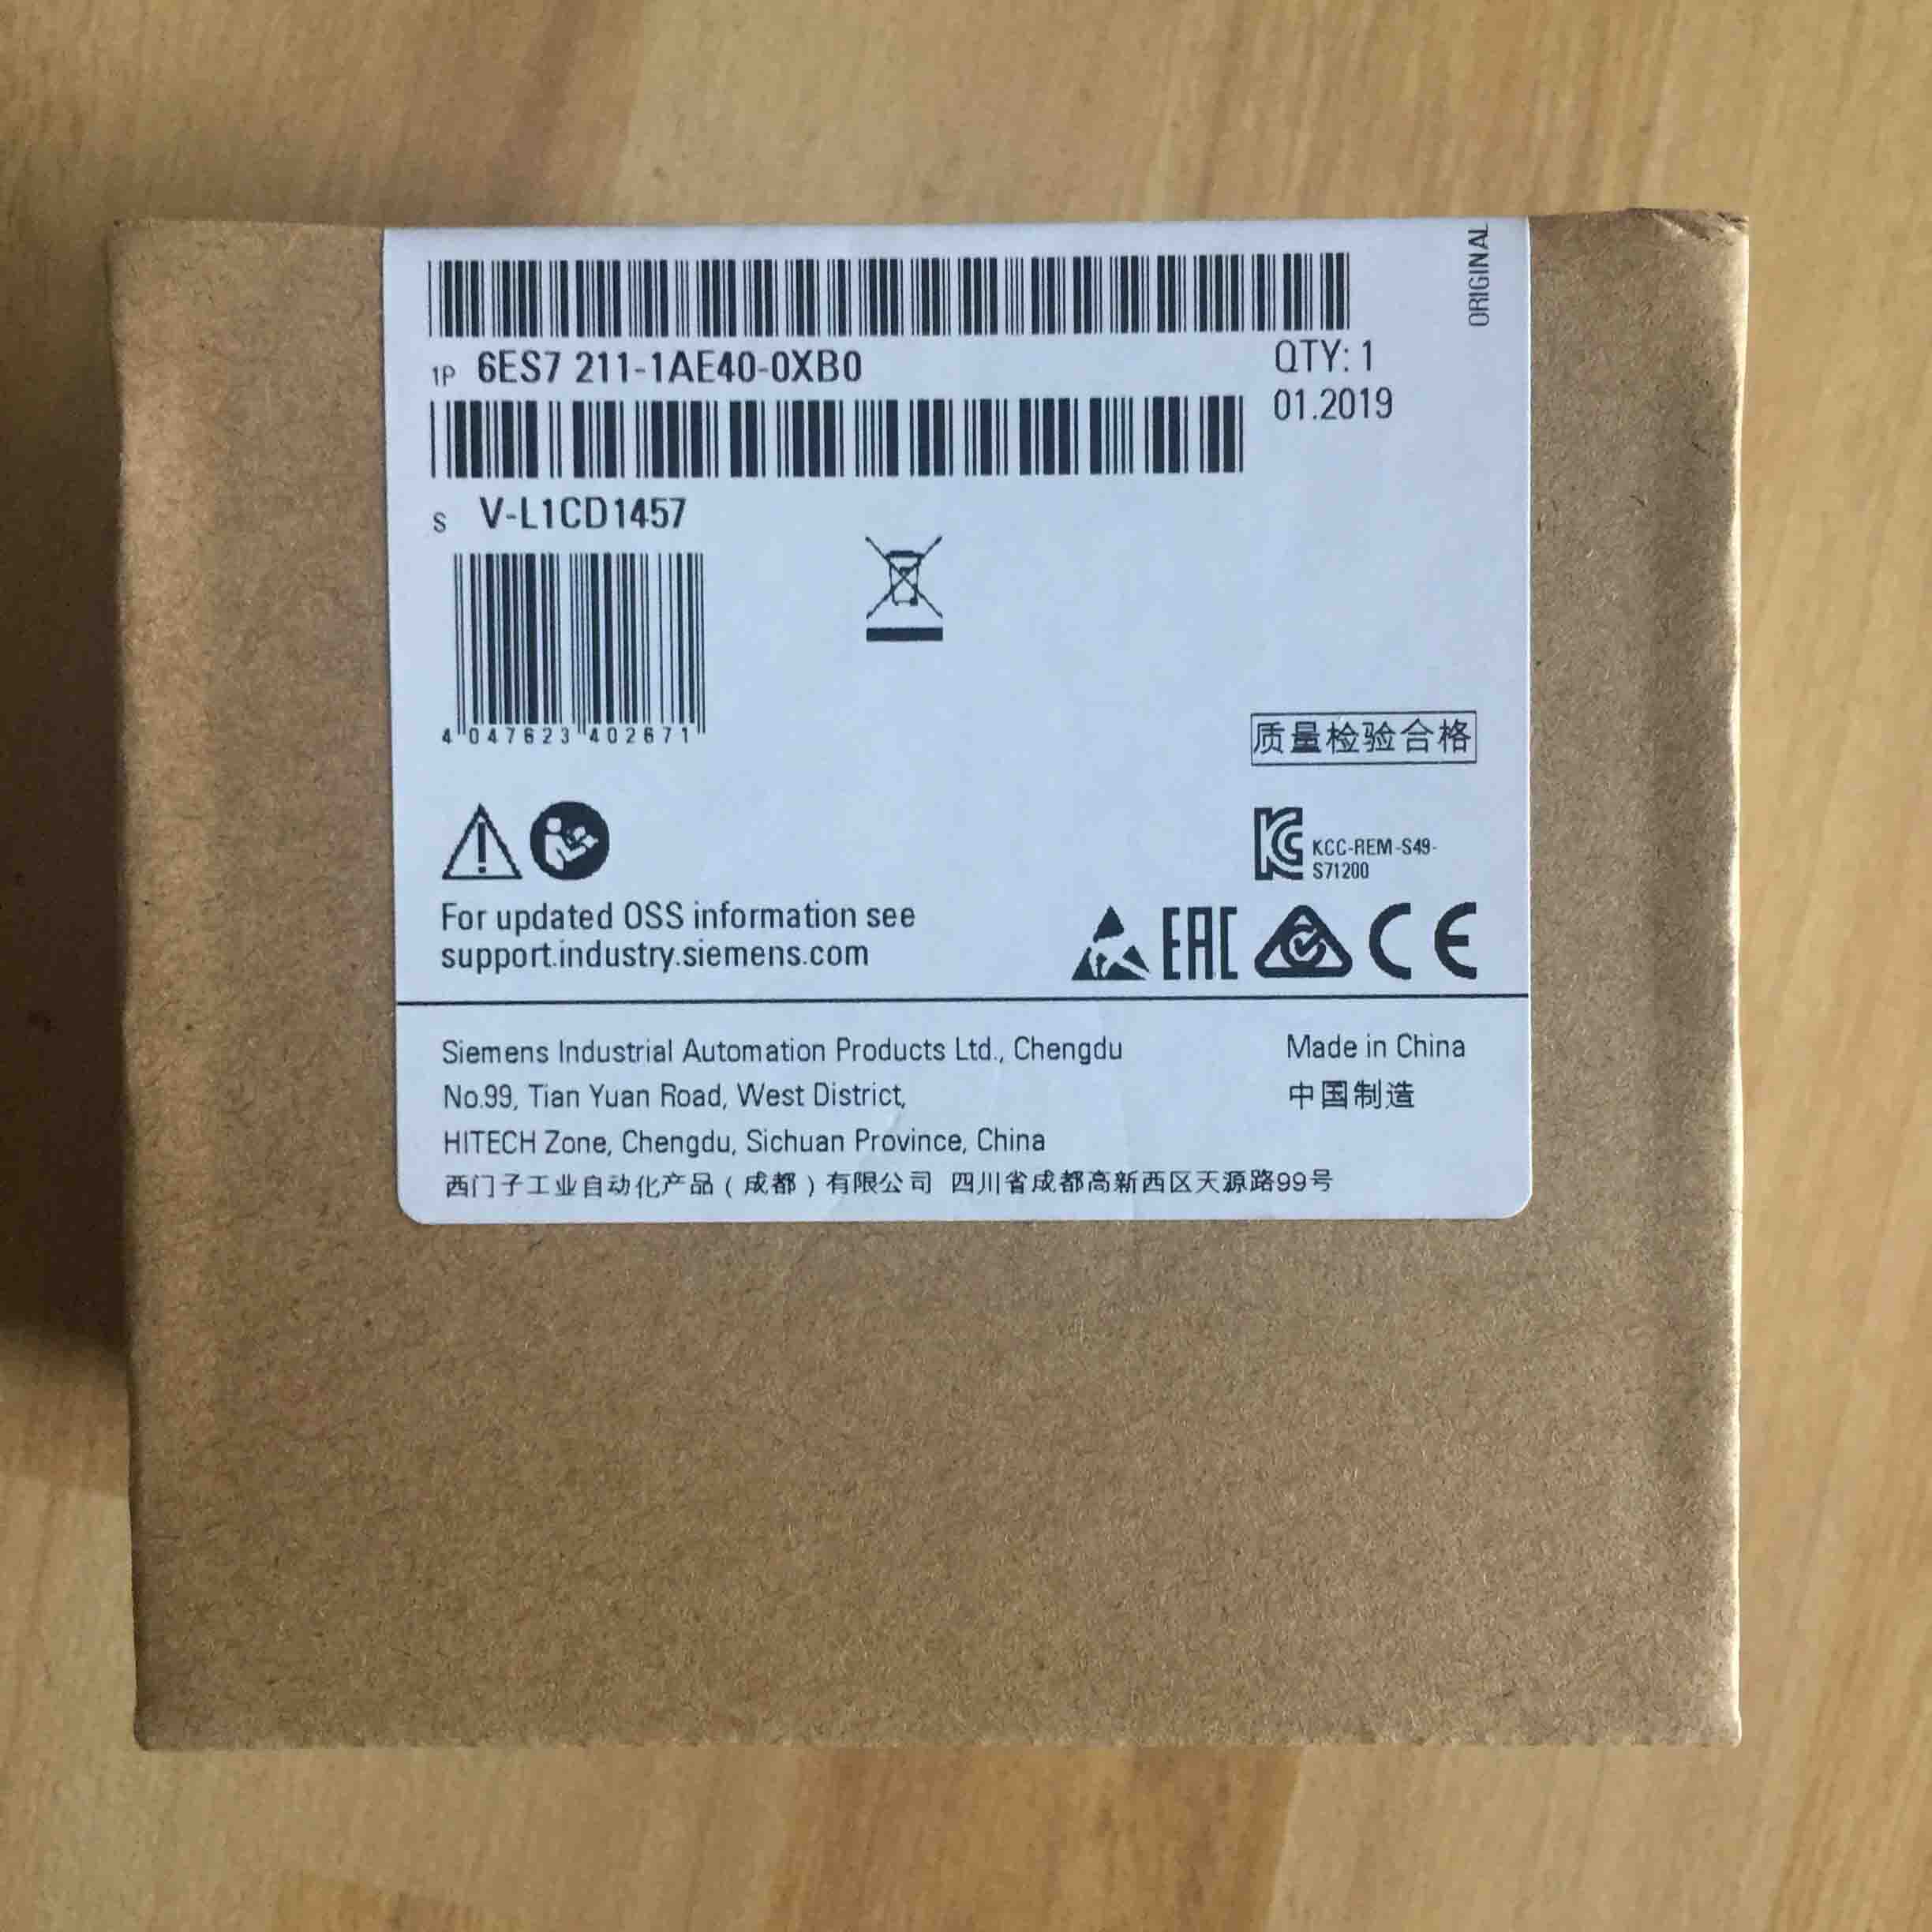 ORIGINAL
1P 6ES7 211-1AE40-0XB0
QTY: 1
01.2019
S V-L1CD1457
4 047623 402671
质量检验合格
KCC-REM-S49-
S71200
For updated OSS information see
support.industry.siemens.com
EAC CE
Siemens Industrial Automation Products Ltd., Chengdu
No.99, Tian Yuan Road, West District,
HITECH Zone, Chengdu, Sichuan Province, China
西门子工业自动化产品(成都)有限公司 四川省成都高新西区天源路99号
Made in China
中国制造